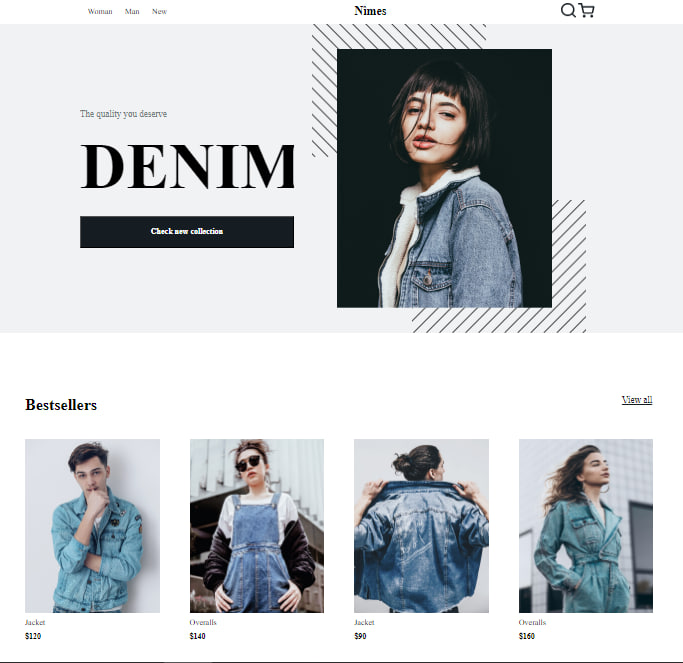 Woman Man New Nimes
The quality you deserve
DENIM
Check new collection
Bestsellers View all
Jacket Overalls Jacket Overalls
$120 $140 $90 $160